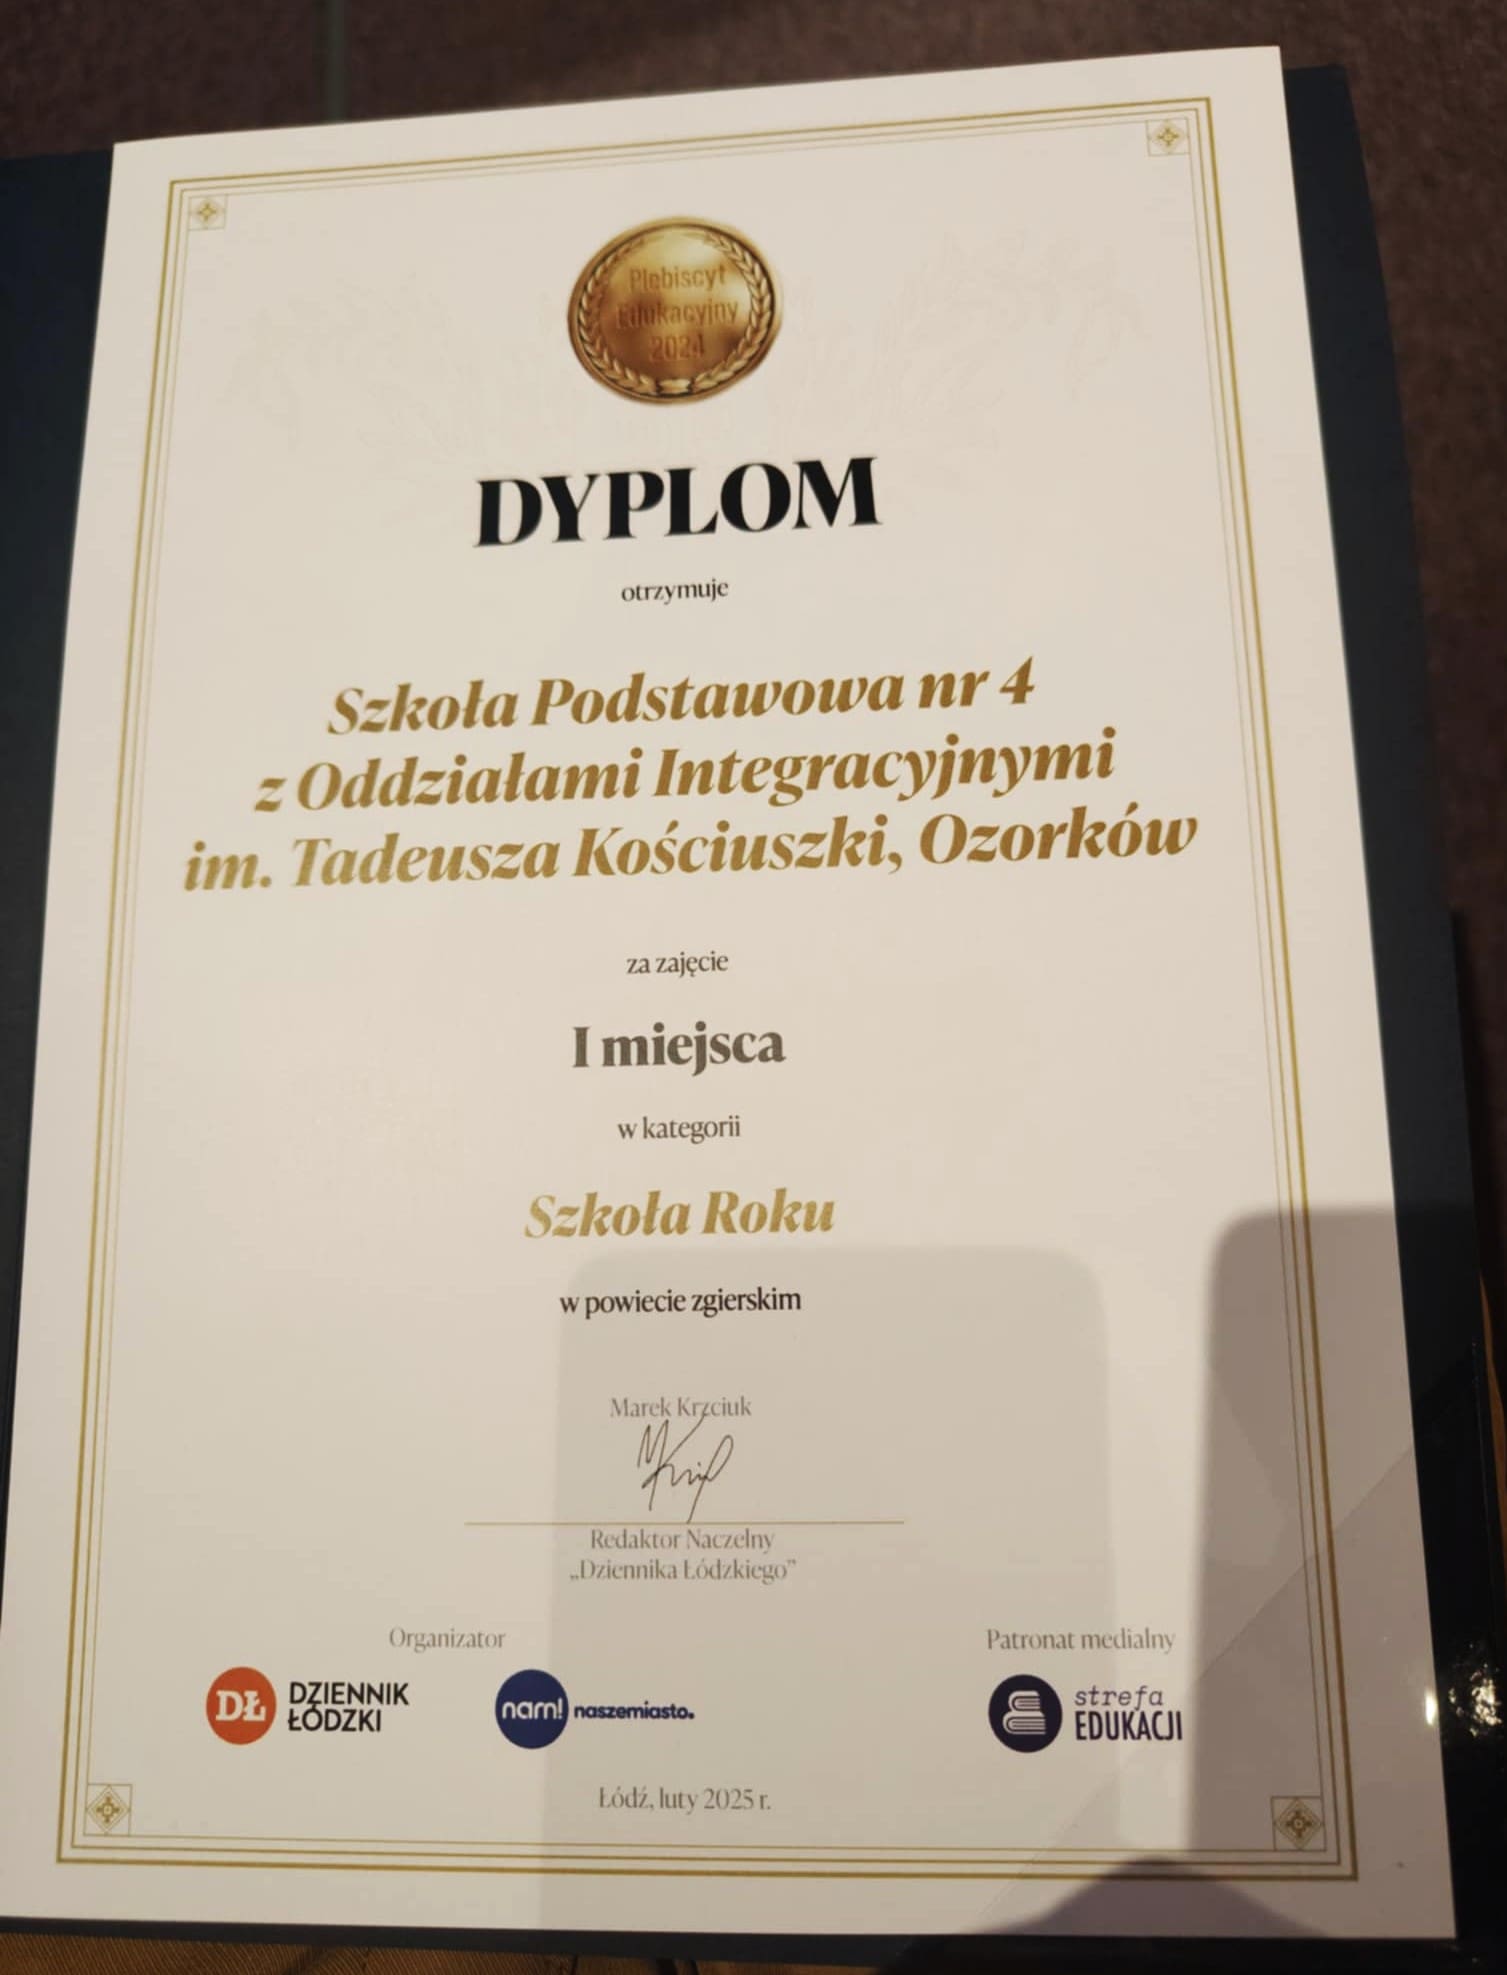 Plebiscyt
Edukacyjny
2024
DYPLOM
otrzymuje
Szkoła Podstawowa nr 4
z Oddziałami Integracyjnymi
im. Tadeusza Kościuszki, Ozorków
za zajęcie
I miejsca
w kategorii
Szkoła Roku
w powiecie zgierskim
Marek Krzciuk
Redaktor Naczelny
„Dziennika Łódzkiego”
Organizator
DŁ DZIENNIK
ŁÓDZKI
nam! naszemiasto.
Patronat medialny
strefa
EDUKACJI
Łódź, luty 2025 r.